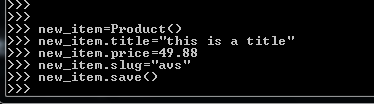 >>>
>>>
>>> new_item=Product()
>>> new_item.title="this is a title"
>>> new_item.price=49.88
>>> new_item.slug="avs"
>>> new_item.save()